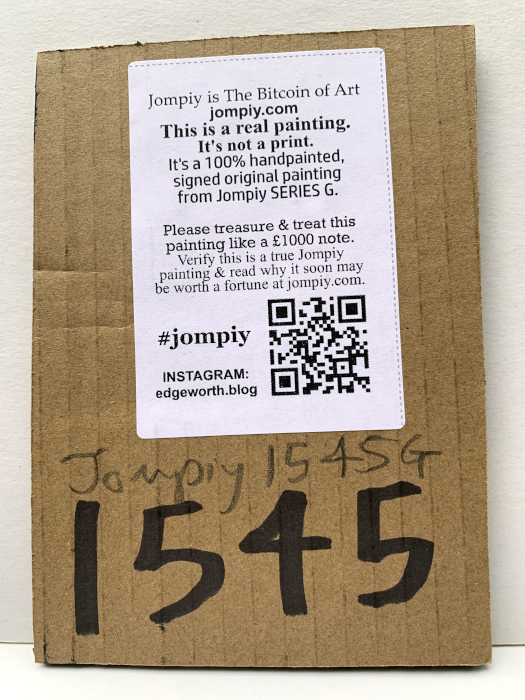 Jompiy is The Bitcoin of Art
jompiy.com
This is a real painting.
It's not a print.
It's a 100% handpainted,
signed original painting
from Jompiy SERIES G.
Please treasure & treat this
painting like a £1000 note.
Verify this is a true Jompiy
painting & read why it soon may
be worth a fortune at jompiy.com.
#jompiy
INSTAGRAM:
edgeworth.blog
Jompiy 1545G
1545